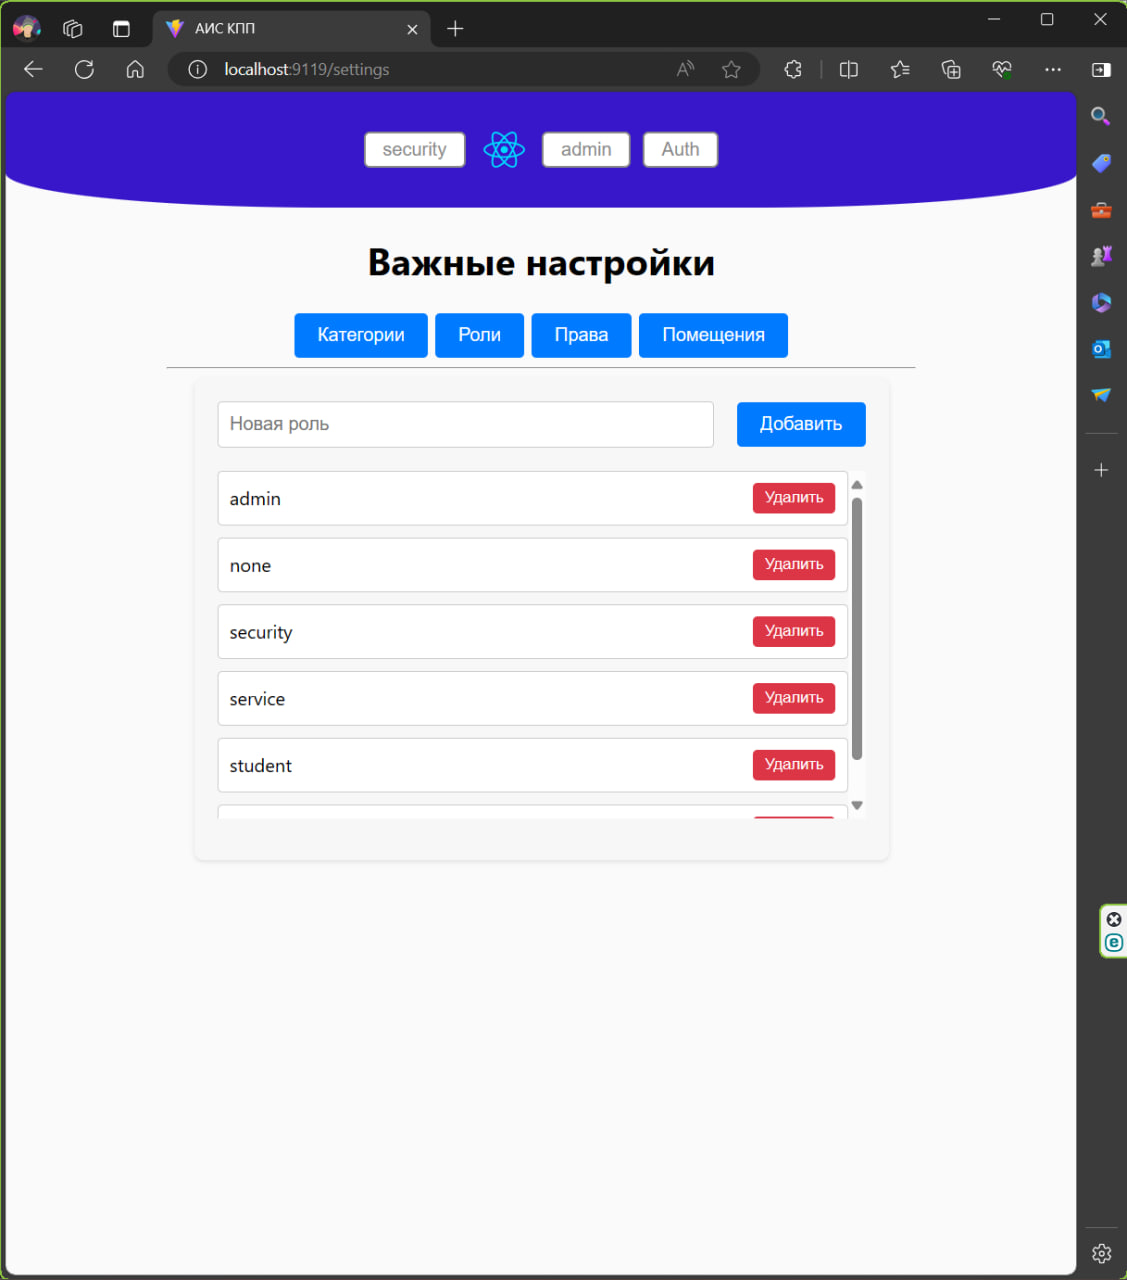 АИС КПП
localhost:9119/settings
security
admin
Auth
Важные настройки
Категории
Роли
Права
Помещения
Новая роль
Добавить
admin
Удалить
none
Удалить
security
Удалить
service
Удалить
student
Удалить